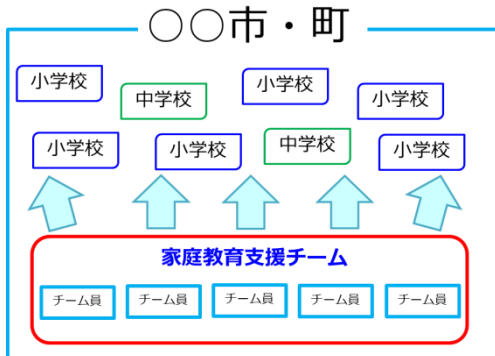 ○○市・町
小学校
中学校
小学校
小学校
小学校
小学校
中学校
小学校
家庭教育支援チーム
チーム員
チーム員
チーム員
チーム員
チーム員